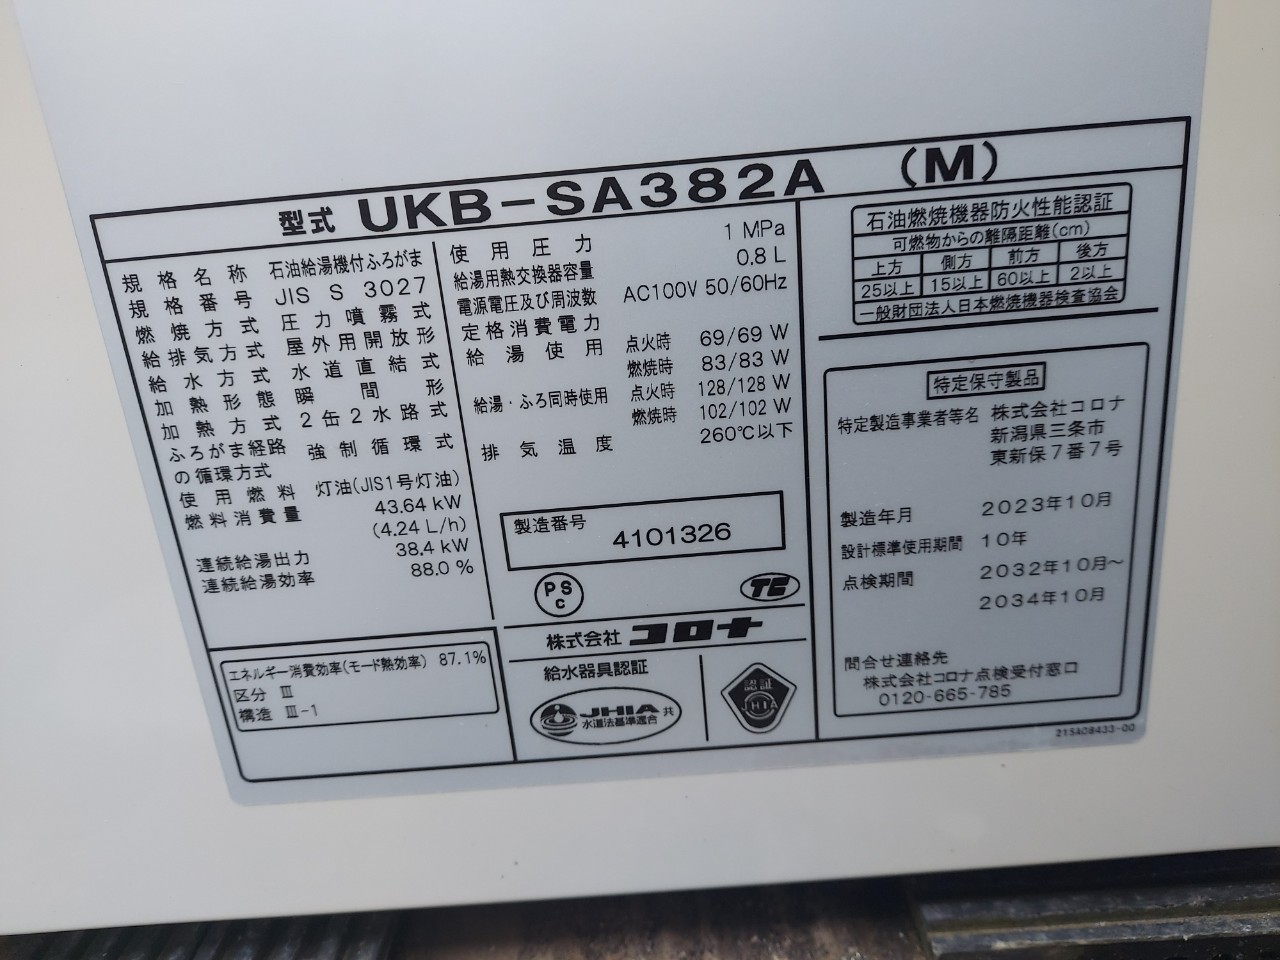 型式 UKB-SA382A (M)
規格名称 石油給湯機付ふろがま
規格番号 JIS S 3027
燃焼方式 圧力噴霧式
給排気方式 屋外用開放形
給水方式 水道直結式
加熱形態 瞬間形
加熱方式 2缶2水路式
ふろがま経路の循環方式 強制循環式
使用燃料 灯油(JIS1号灯油)
燃料消費量 43.64 kW
(4.24 L/h)
連続給湯出力 38.4 kW
連続給湯効率 88.0 %
エネルギー消費効率(モード熱効率) 87.1%
区分 Ⅲ
構造 Ⅲ-1
使用圧力 1 MPa
給湯用熱交換器容量 0.8 L
電源電圧及び周波数 AC100V 50/60Hz
定格消費電力
給湯使用 点火時 69/69 W
燃焼時 83/83 W
給湯・ふろ同時使用 点火時 128/128 W
燃焼時 102/102 W
排気温度 260℃以下
製造番号 4101326
PS
C
TC
株式会社 コロナ
給水器具認証
JHIA 共
水道法基準適合
認証
JHIA
石油燃焼機器防火性能認証
可燃物からの離隔距離(cm)
上方 側方 前方 後方
25以上 15以上 60以上 2以上
一般財団法人日本燃焼機器検査協会
特定保守製品
特定製造事業者等名 株式会社コロナ
新潟県三条市
東新保7番7号
製造年月 2023年10月
設計標準使用期間 10年
点検期間 2032年10月〜
2034年10月
問合せ連絡先
株式会社コロナ点検受付窓口
0120-665-785
215A08433-00